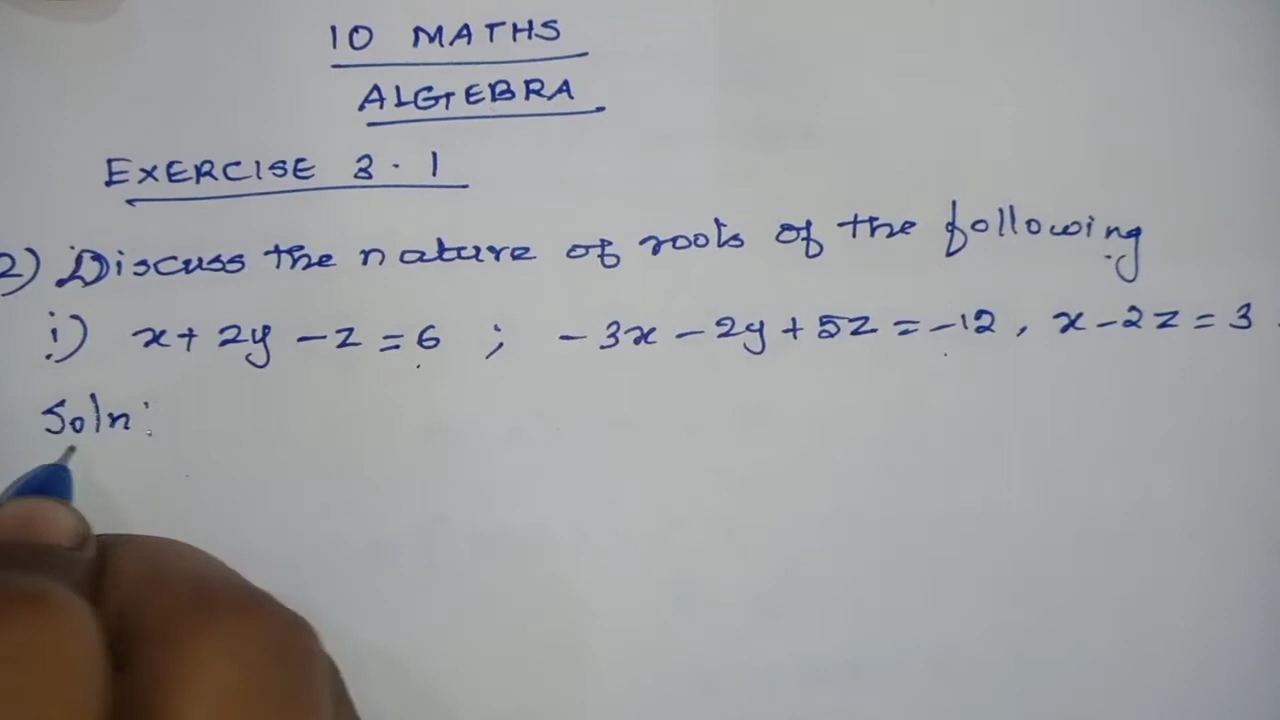 10 MATHS
ALGEBRA
EXERCISE 3.1
2) Discuss the nature of roots of the following
i) x+2y-z=6 ; -3x-2y+5z=-12, x-2z=3.
Soln: